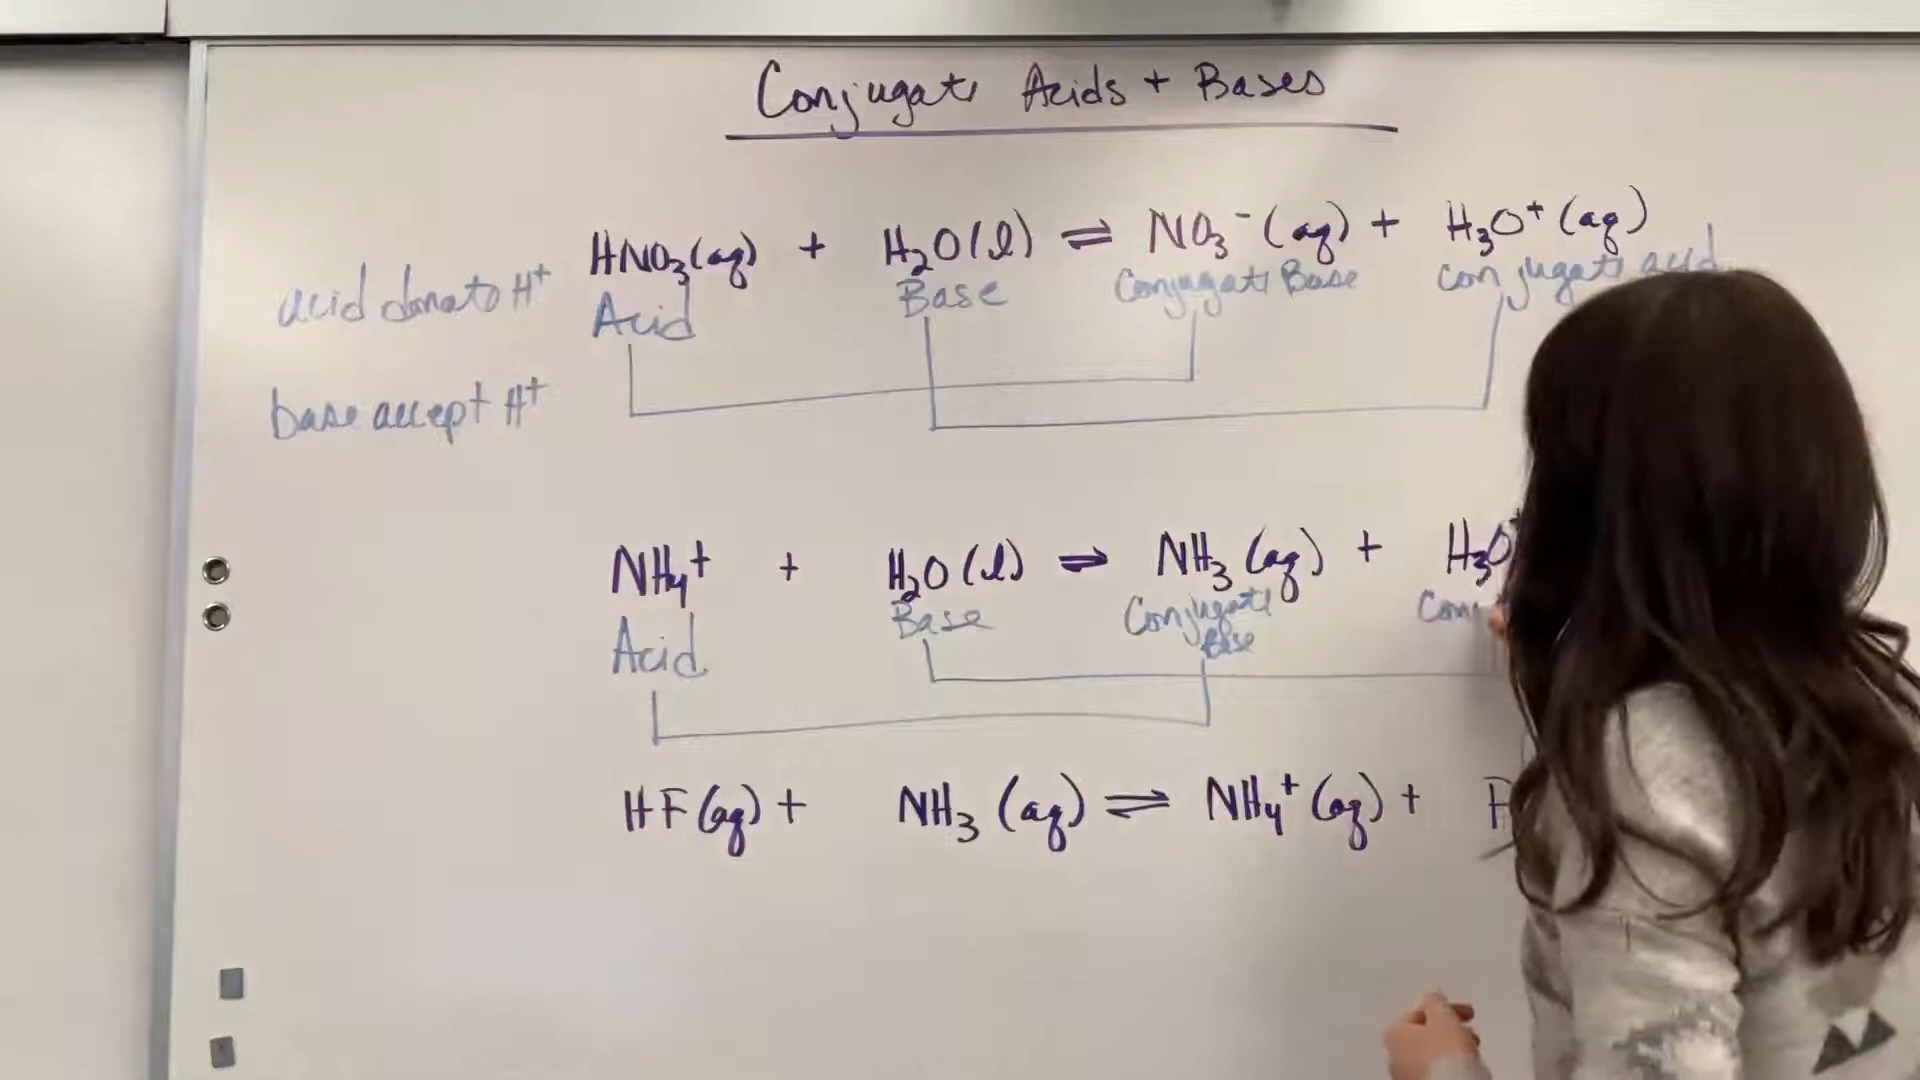 Conjugate Acids + Bases
HNO₃(aq) + H₂O(l) ⇌ NO₃⁻(aq) + H₃O⁺(aq)
acid donate H⁺ Acid Base Conjugate Base conjugate acid
base accept H⁺
NH₄⁺ + H₂O(l) ⇌ NH₃(aq) + H₃O⁺
Acid. Base Conjugate Base
HF(aq) + NH₃(aq) ⇌ NH₄⁺(aq) +